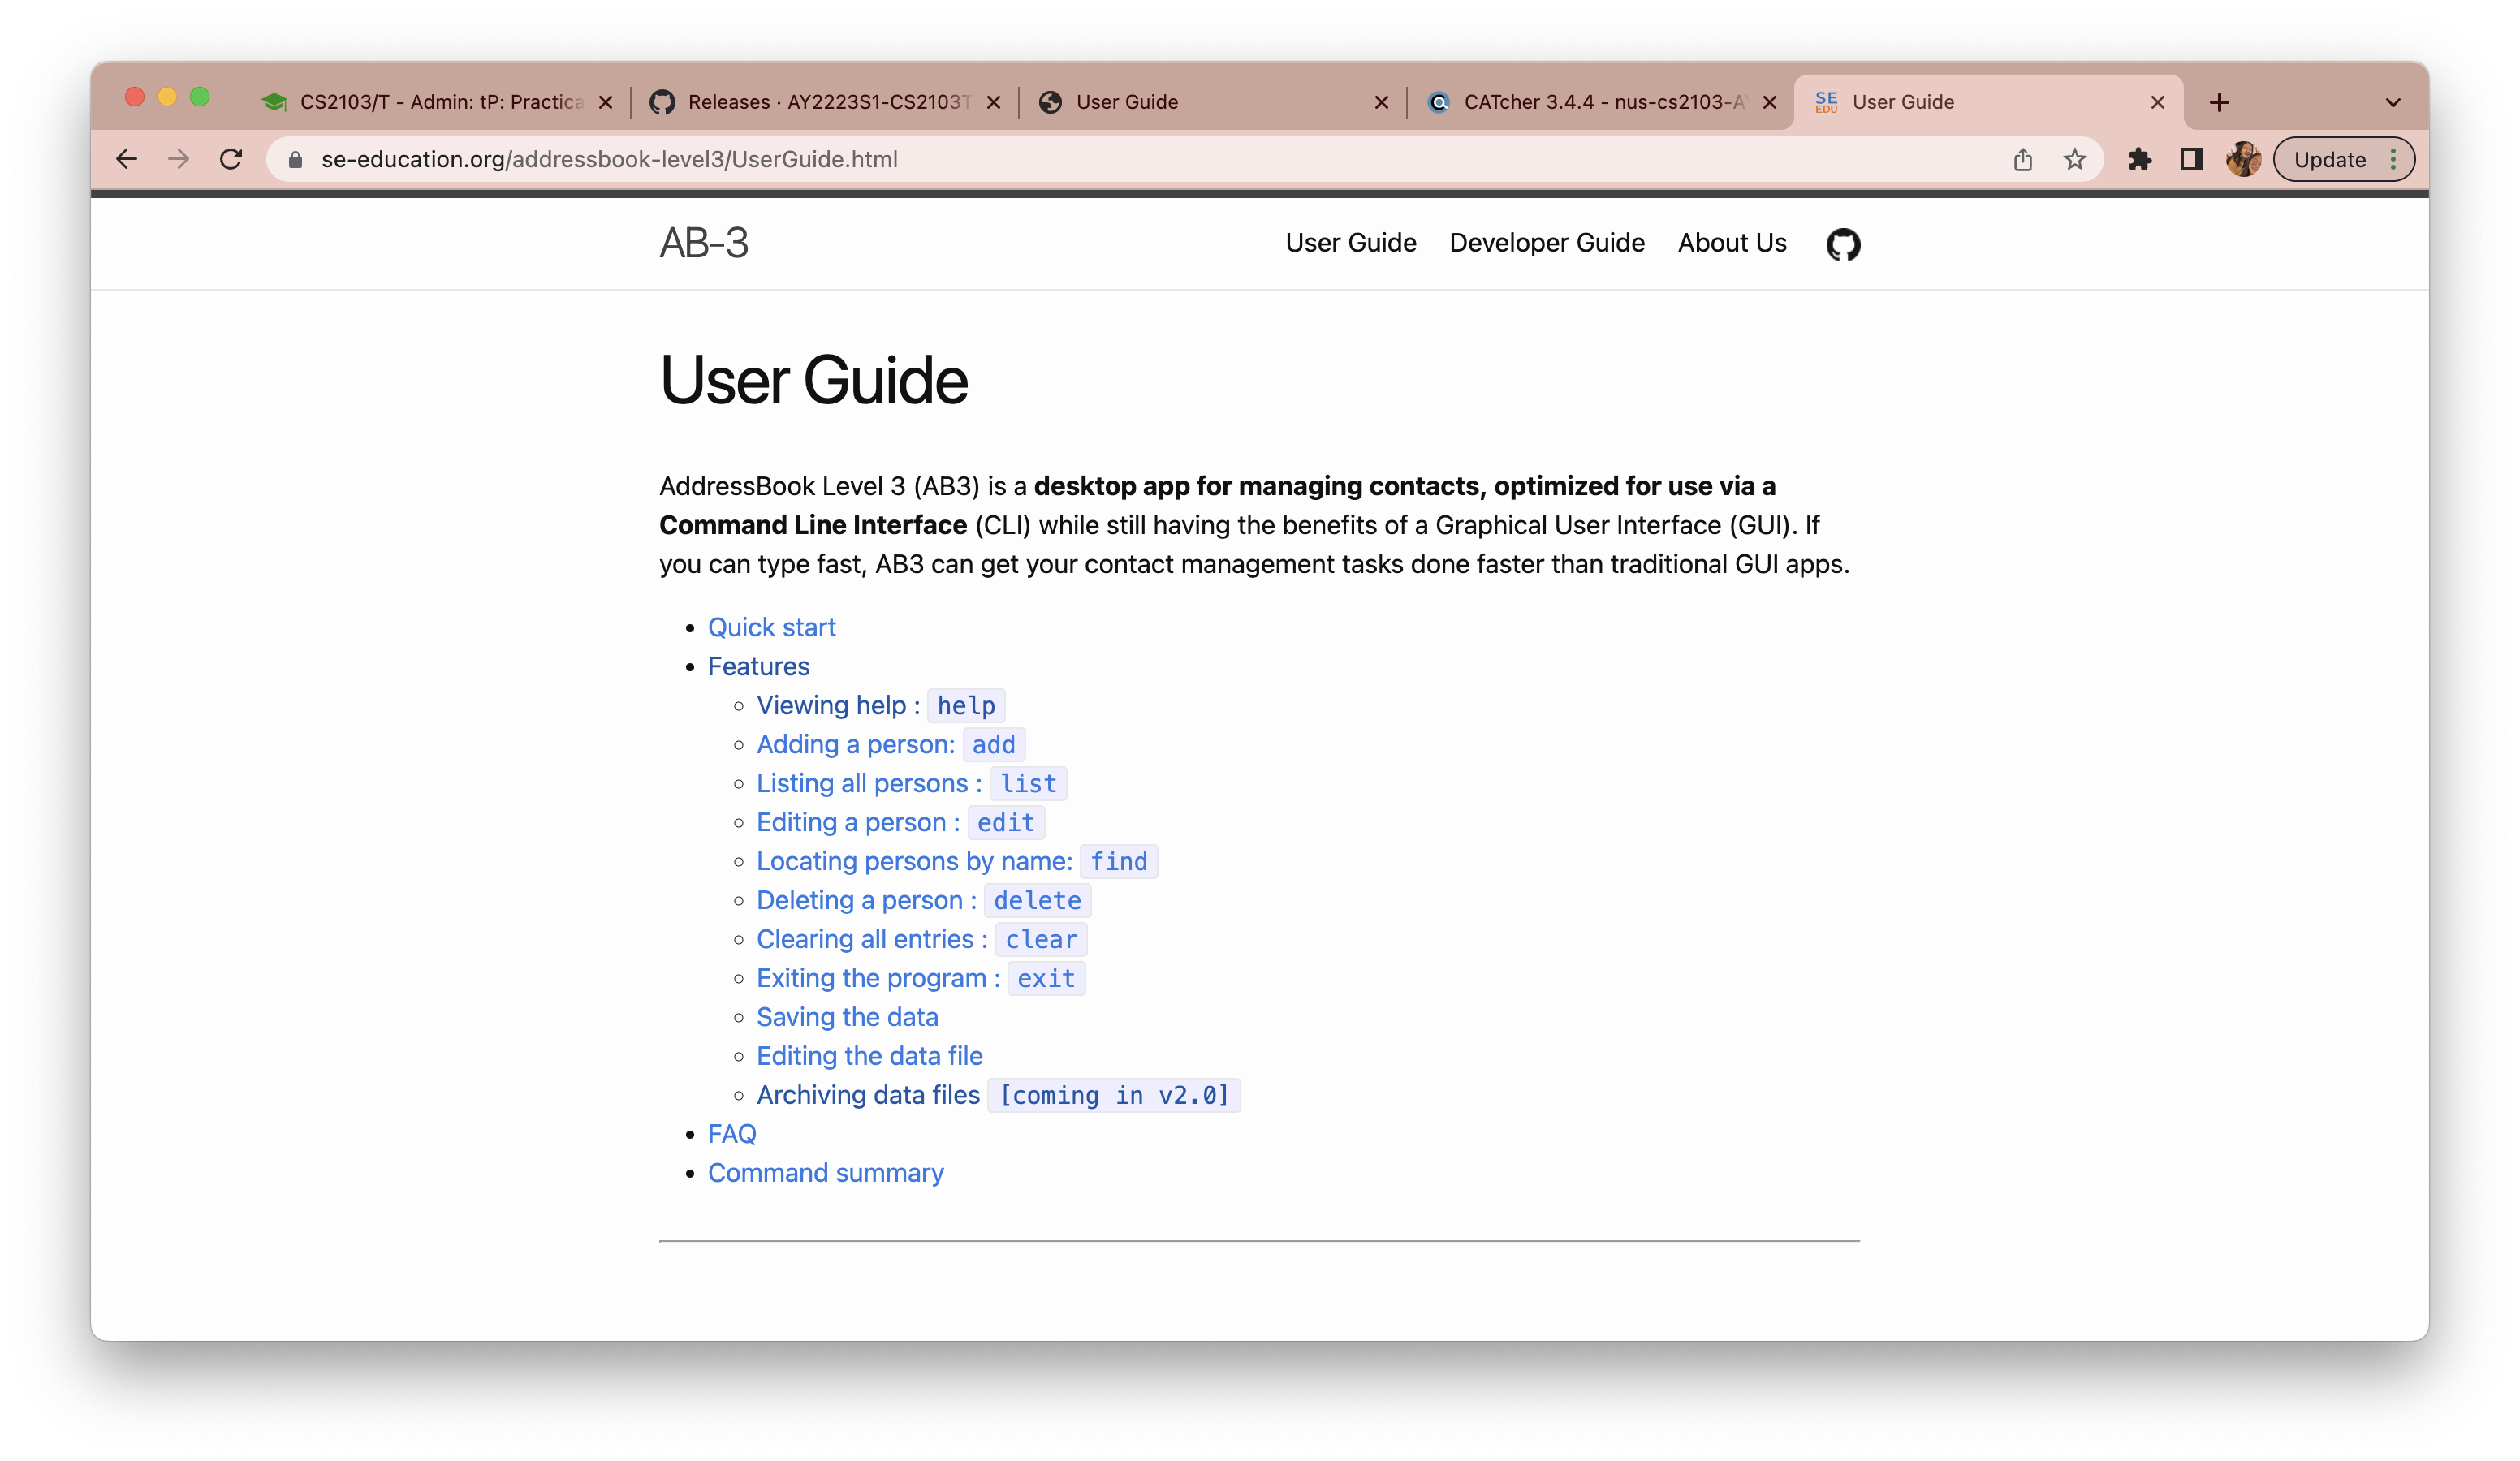 CS2103/T - Admin: tP: Practica
Releases · AY2223S1-CS2103T
User Guide
CATcher 3.4.4 - nus-cs2103-A
SE EDU User Guide
se-education.org/addressbook-level3/UserGuide.html
Update
AB-3
User Guide Developer Guide About Us
User Guide
AddressBook Level 3 (AB3) is a desktop app for managing contacts, optimized for use via a
Command Line Interface (CLI) while still having the benefits of a Graphical User Interface (GUI). If
you can type fast, AB3 can get your contact management tasks done faster than traditional GUI apps.
Quick start
Features
Viewing help : help
Adding a person: add
Listing all persons : list
Editing a person : edit
Locating persons by name: find
Deleting a person : delete
Clearing all entries : clear
Exiting the program : exit
Saving the data
Editing the data file
Archiving data files [coming in v2.0]
FAQ
Command summary